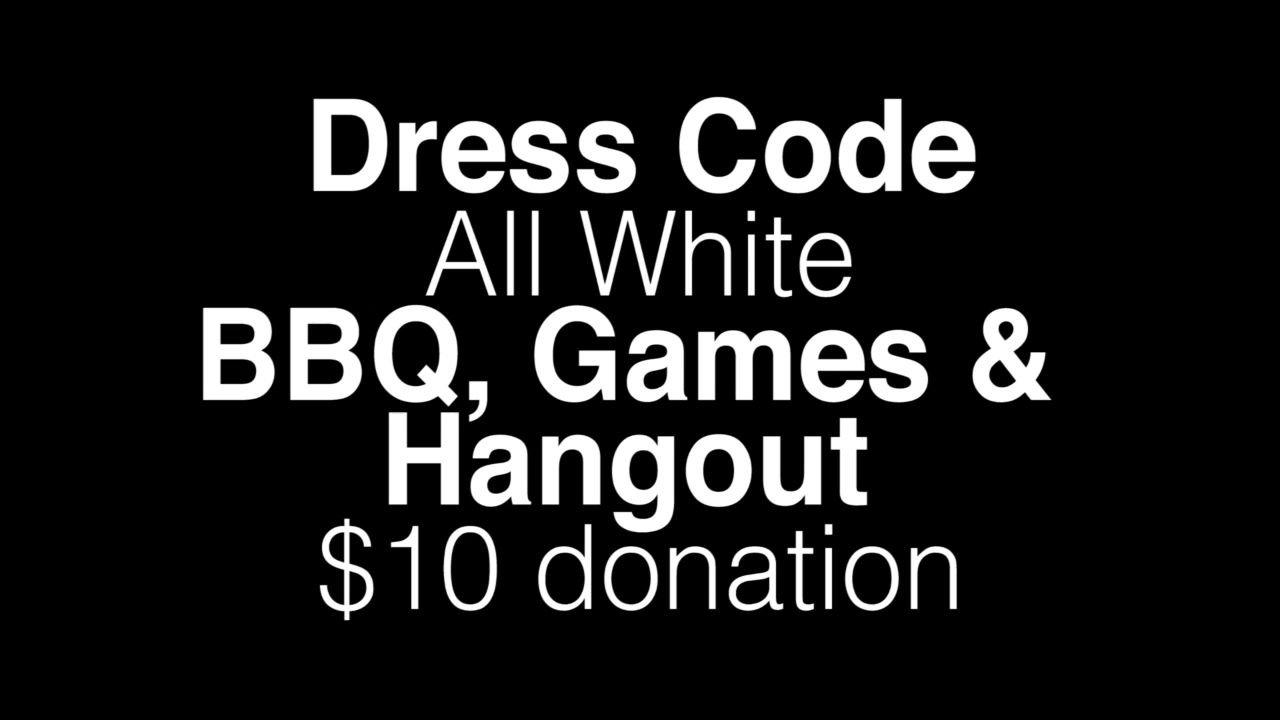 Dress Code
All White
BBQ, Games &
Hangout
$10 donation